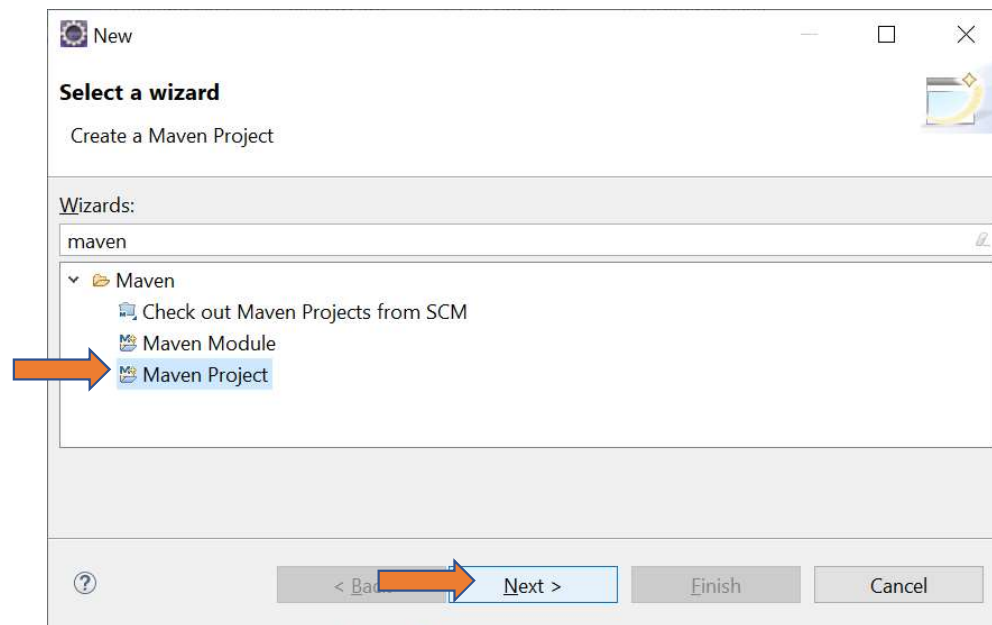 New
Select a wizard
Create a Maven Project
Wizards:
maven
Maven
Check out Maven Projects from SCM
Maven Module
Maven Project
< Next > Finish Cancel